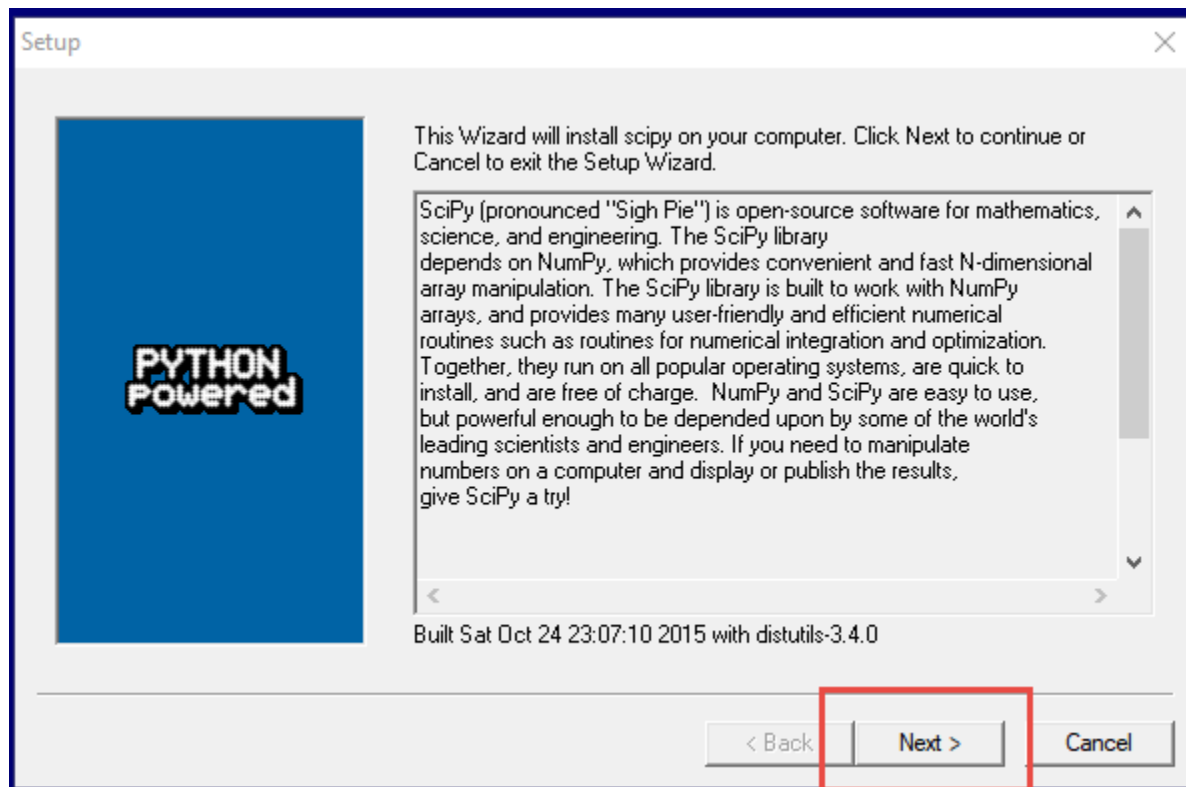 Setup
This Wizard will install scipy on your computer. Click Next to continue or
Cancel to exit the Setup Wizard.
SciPy (pronounced "Sigh Pie") is open-source software for mathematics,
science, and engineering. The SciPy library
depends on NumPy, which provides convenient and fast N-dimensional
array manipulation. The SciPy library is built to work with NumPy
arrays, and provides many user-friendly and efficient numerical
routines such as routines for numerical integration and optimization.
Together, they run on all popular operating systems, are quick to
install, and are free of charge.  NumPy and SciPy are easy to use,
but powerful enough to be depended upon by some of the world's
leading scientists and engineers. If you need to manipulate
numbers on a computer and display or publish the results,
give SciPy a try!
PYTHON
Powered
Built Sat Oct 24 23:07:10 2015 with distutils-3.4.0
< Back
Next >
Cancel